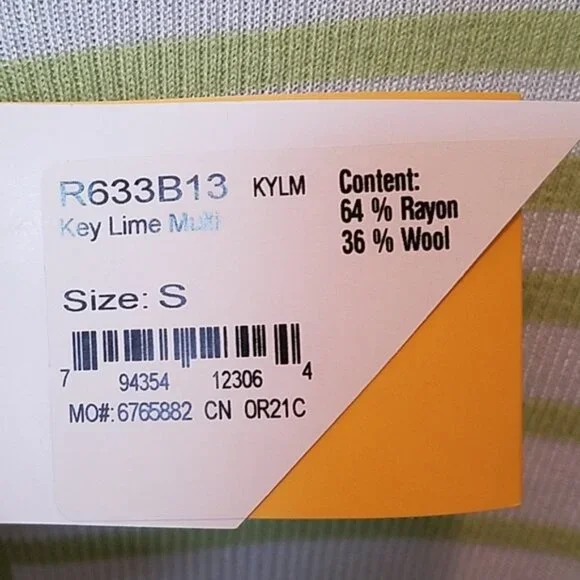 R633B13 KYLM
Key Lime Multi
Content:
64 % Rayon
36 % Wool
Size: S
7 94354 12306 4
MO#: 6765882 CN 0R21C